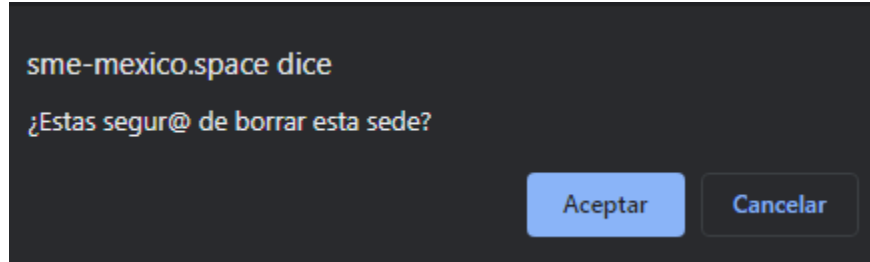 sme-mexico.space dice
¿Estas segur@ de borrar esta sede?
Aceptar
Cancelar